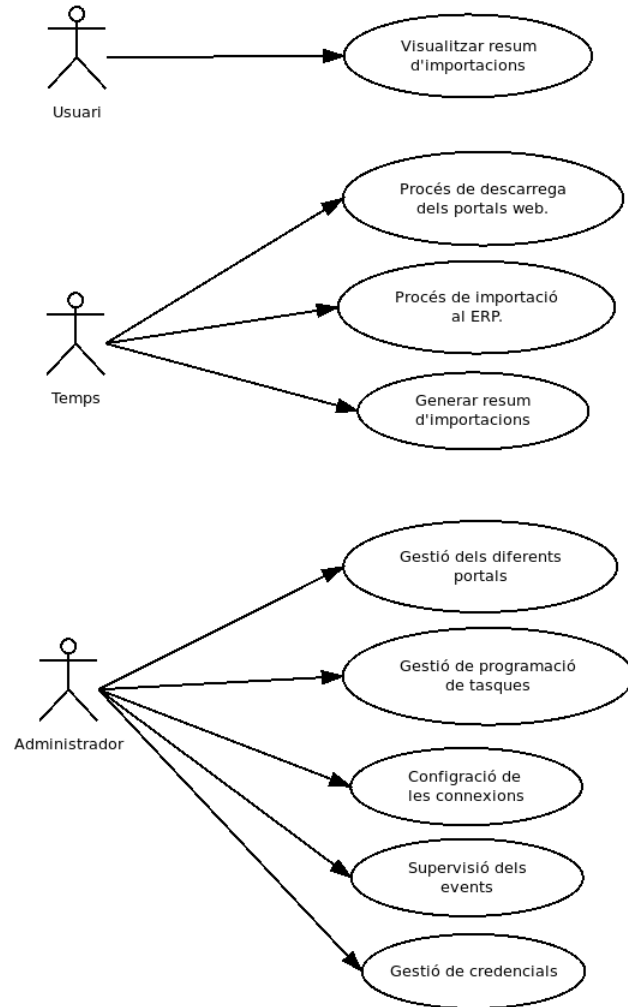 Visualitzar resum
d'importacions
Usuari
Procés de descarrega
dels portals web.
Procés de importació
al ERP.
Temps
Generar resum
d'importacions
Gestió dels diferents
portals
Gestió de programació
de tasques
Administrador
Configració de
les connexions
Supervisió dels
events
Gestió de credencials